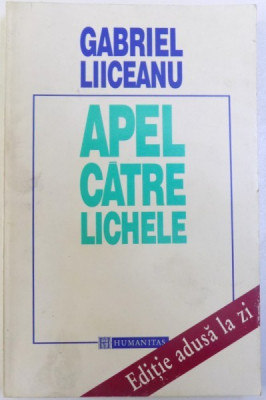 GABRIEL
LIICEANU
APEL
CĂTRE
LICHELE
HUMANITAS
Ediție adusă la zi